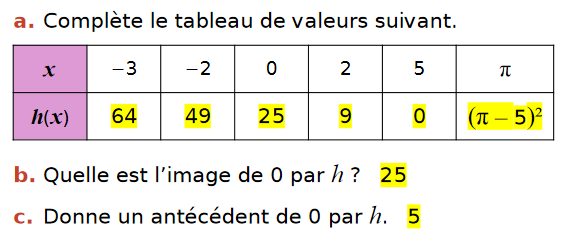 a. Complète le tableau de valeurs suivant.
x −3 −2 0 2 5 π
h(x) 64 49 25 9 0 (π − 5)²
b. Quelle est l’image de 0 par h ? 25
c. Donne un antécédent de 0 par h. 5